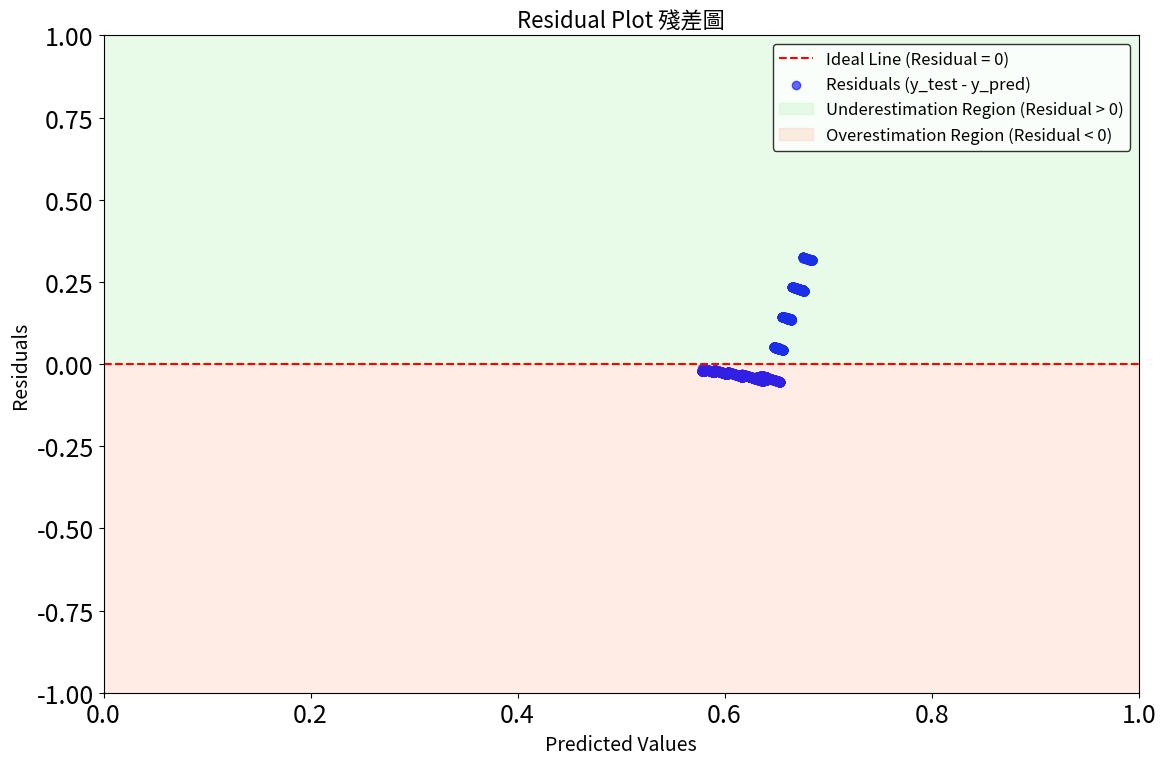 Residual Plot 殘差圖
Ideal Line (Residual = 0)
Residuals (y_test - y_pred)
Underestimation Region (Residual > 0)
Overestimation Region (Residual < 0)
Residuals
1.00
0.75
0.50
0.25
0.00
-0.25
-0.50
-0.75
-1.00
0.0
0.2
0.4
0.6
0.8
1.0
Predicted Values